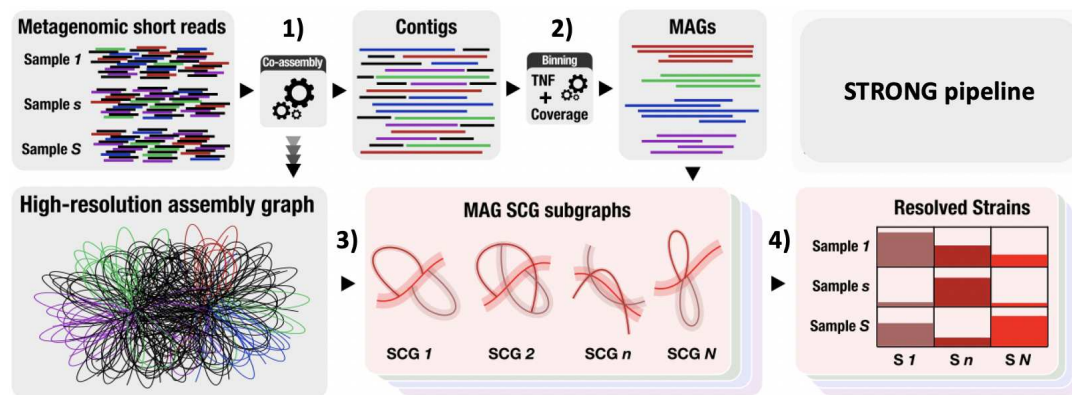 Metagenomic short reads
Sample 1
Sample s
Sample S
1)
Co-assembly
Contigs
2)
Binning
TNF
+
Coverage
MAGs
STRONG pipeline
High-resolution assembly graph
3)
MAG SCG subgraphs
SCG 1
SCG 2
SCG n
SCG N
4)
Resolved Strains
Sample 1
Sample s
Sample S
S 1
S n
S N